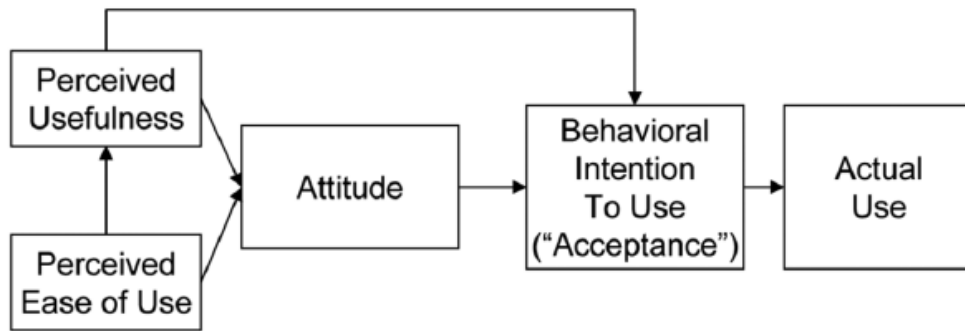 Perceived
Usefulness
Perceived
Ease of Use
Attitude
Behavioral
Intention
To Use
(“Acceptance”)
Actual
Use